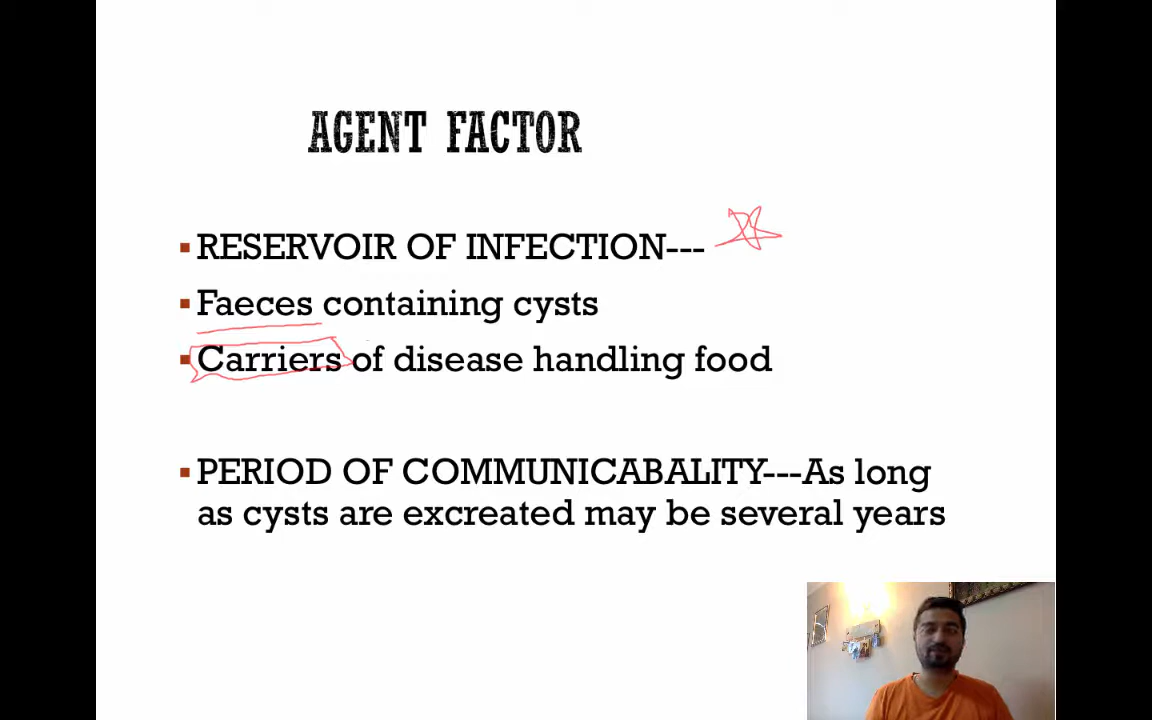 AGENT FACTOR
RESERVOIR OF INFECTION---
Faeces containing cysts
Carriers of disease handling food
PERIOD OF COMMUNICABALITY---As long
as cysts are excreated may be several years